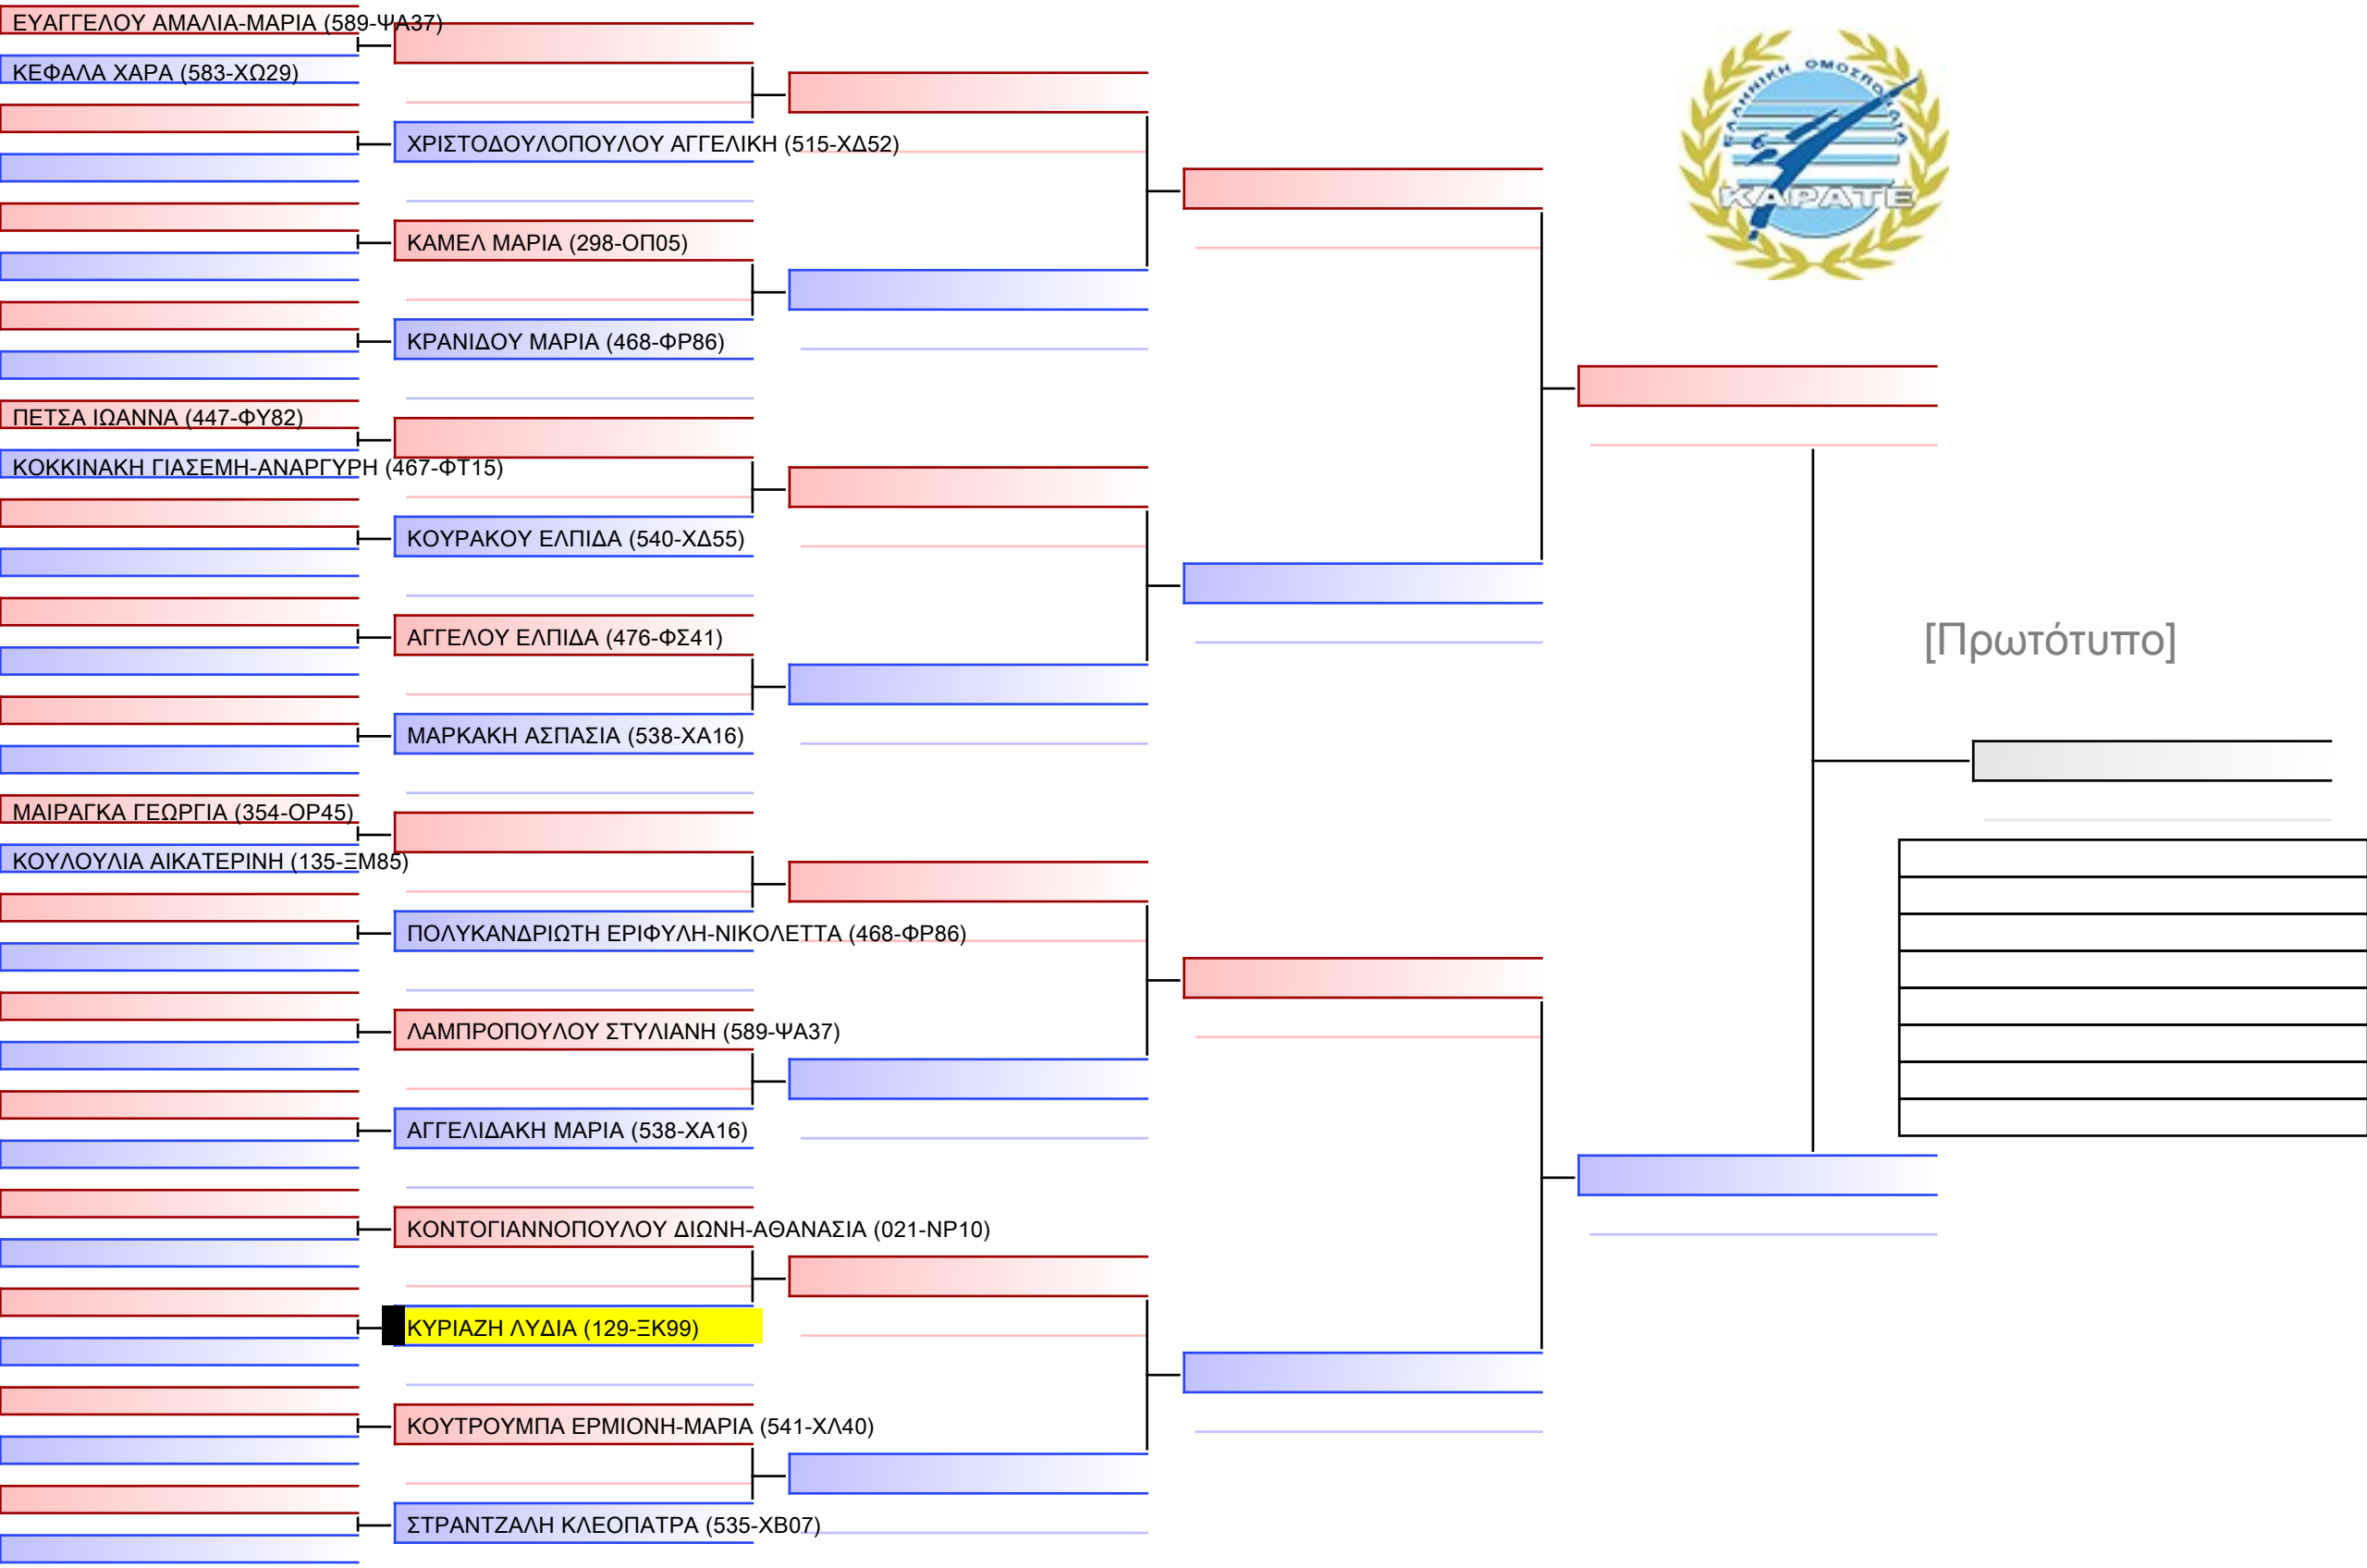 ΕΥΑΓΓΕΛΟΥ ΑΜΑΛΙΑ-ΜΑΡΙΑ (589-ΨΑ37)
ΚΕΦΑΛΑ ΧΑΡΑ (583-ΧΩ29)
ΧΡΙΣΤΟΔΟΥΛΟΠΟΥΛΟΥ ΑΓΓΕΛΙΚΗ (515-ΧΔ52)
ΚΑΜΕΛ ΜΑΡΙΑ (298-ΟΠ05)
ΚΡΑΝΙΔΟΥ ΜΑΡΙΑ (468-ΦΡ86)
ΠΕΤΣΑ ΙΩΑΝΝΑ (447-ΦΥ82)
ΚΟΚΚΙΝΑΚΗ ΓΙΑΣΕΜΗ-ΑΝΑΡΓΥΡΗ (467-ΦΤ15)
ΚΟΥΡΑΚΟΥ ΕΛΠΙΔΑ (540-ΧΔ55)
ΑΓΓΕΛΟΥ ΕΛΠΙΔΑ (476-ΦΣ41)
ΜΑΡΚΑΚΗ ΑΣΠΑΣΙΑ (538-ΧΑ16)
ΜΑΙΡΑΓΚΑ ΓΕΩΡΓΙΑ (354-ΟΡ45)
ΚΟΥΛΟΥΛΙΑ ΑΙΚΑΤΕΡΙΝΗ (135-ΞΜ85)
ΠΟΛΥΚΑΝΔΡΙΩΤΗ ΕΡΙΦΥΛΗ-ΝΙΚΟΛΕΤΤΑ (468-ΦΡ86)
ΛΑΜΠΡΟΠΟΥΛΟΥ ΣΤΥΛΙΑΝΗ (589-ΨΑ37)
ΑΓΓΕΛΙΔΑΚΗ ΜΑΡΙΑ (538-ΧΑ16)
ΚΟΝΤΟΓΙΑΝΝΟΠΟΥΛΟΥ ΔΙΩΝΗ-ΑΘΑΝΑΣΙΑ (021-ΝΡ10)
ΚΥΡΙΑΖΗ ΛΥΔΙΑ (129-ΞΚ99)
ΚΟΥΤΡΟΥΜΠΑ ΕΡΜΙΟΝΗ-ΜΑΡΙΑ (541-ΧΛ40)
ΣΤΡΑΝΤΖΑΛΗ ΚΛΕΟΠΑΤΡΑ (535-ΧΒ07)
ΕΛΛΗΝΙΚΗ ΟΜΟΣΠΟΝΔΙΑ
ΚΑΡΑΤΕ
[Πρωτότυπο]